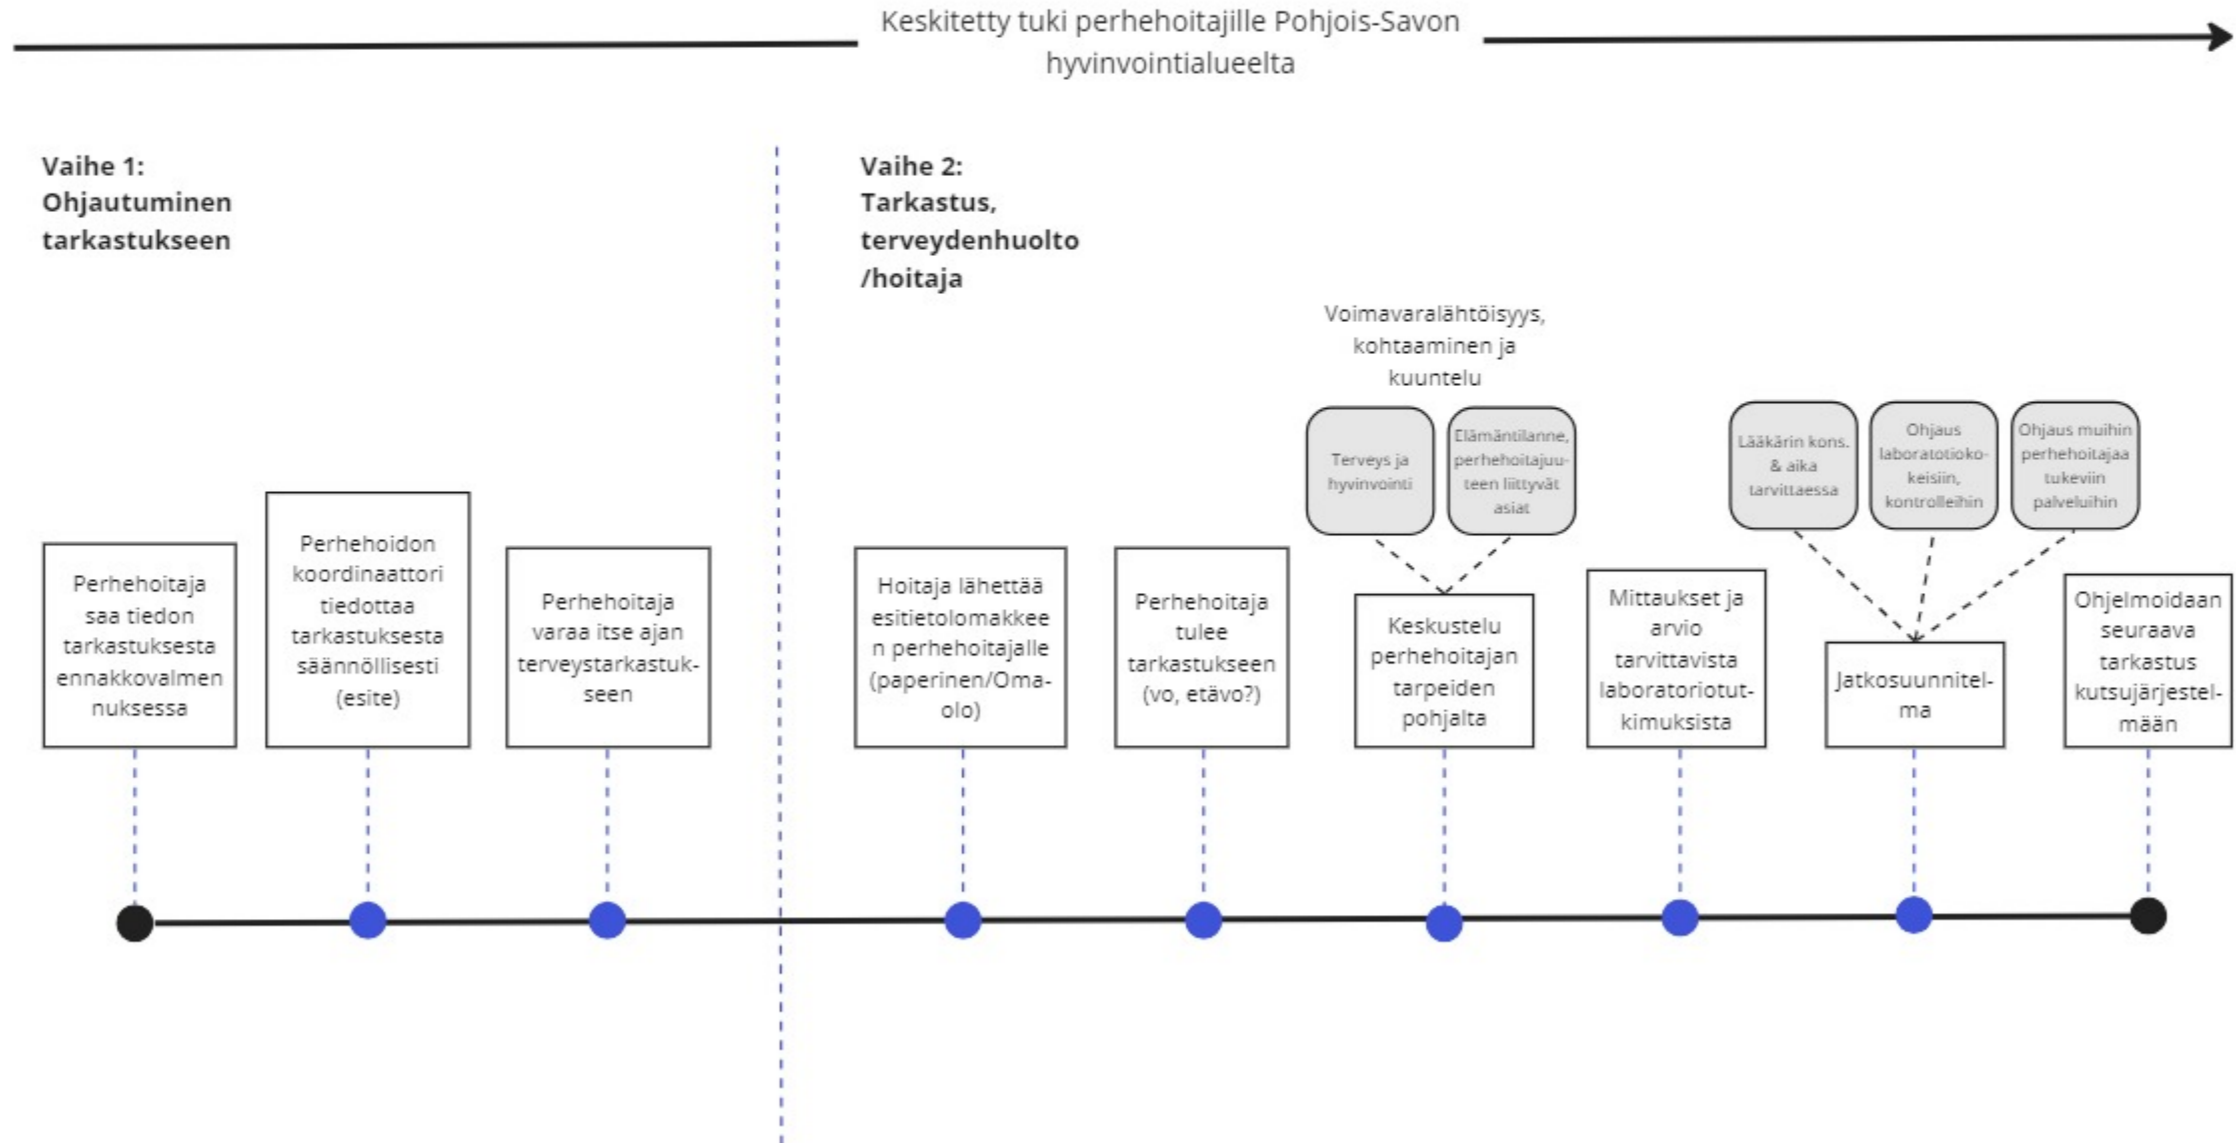 Keskitetty tuki perhehoitajille Pohjois-Savon
hyvinvointialueelta
Vaihe 1:
Ohjautuminen
tarkastukseen
Vaihe 2:
Tarkastus,
terveydenhuolto
/hoitaja
Perhehoitaja
saa tiedon
tarkastuksesta
ennakkovalmen
nuksessa
Perhehoidon
koordinaattori
tiedottaa
tarkastuksesta
säännöllisesti
(esite)
Perhehoitaja
varaa itse ajan
terveystarkastuk-
seen
Hoitaja lähettää
esitietolomakkee
n perhehoitajalle
(paperinen/Oma-
olo)
Perhehoitaja
tulee
tarkastukseen
(vo, etävo?)
Voimavaralähtöisyys,
kohtaaminen ja
kuuntelu
Terveys ja
hyvinvointi
Elämäntilanne,
perhehoitajuu-
teen liittyvät
asiat
Keskustelu
perhehoitajan
tarpeiden
pohjalta
Mittaukset ja
arvio
tarvittavista
laboratoriotut-
kimuksista
Lääkärin kons.
& aika
tarvittaessa
Ohjaus
laboratotioko-
keisiin,
kontrolleihin
Ohjaus muihin
perhehoitajaa
tukeviin
palveluihin
Jatkosuunnitel-
ma
Ohjelmoidaan
seuraava
tarkastus
kutsujärjestel-
mään